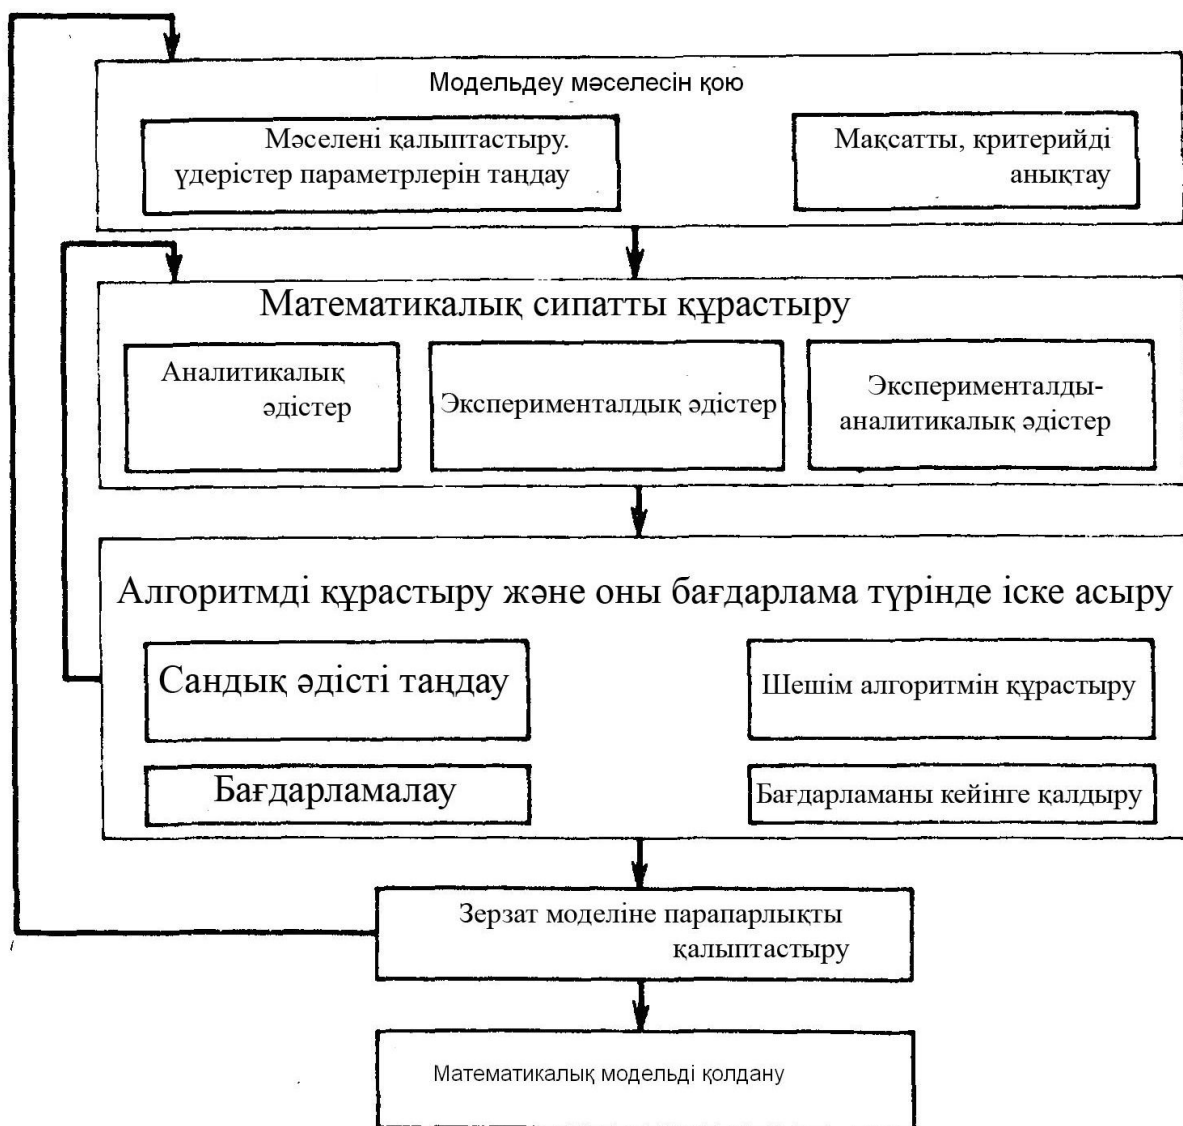 Модельдеу мәселесін қою
Мәселені қалыптастыру.
үдерістер параметрлерін таңдау
Мақсатты, критерийді
анықтау
Математикалық сипатты құрастыру
Аналитикалық
әдістер
Эксперименталдық әдістер
Эксперименталды-
аналитикалық әдістер
Алгоритмді құрастыру және оны бағдарлама түрінде іске асыру
Сандық әдісті таңдау
Шешім алгоритмін құрастыру
Бағдарламалау
Бағдарламаны кейінге қалдыру
Зерзат моделіне парапарлықты
қалыптастыру
Математикалық модельді қолдану